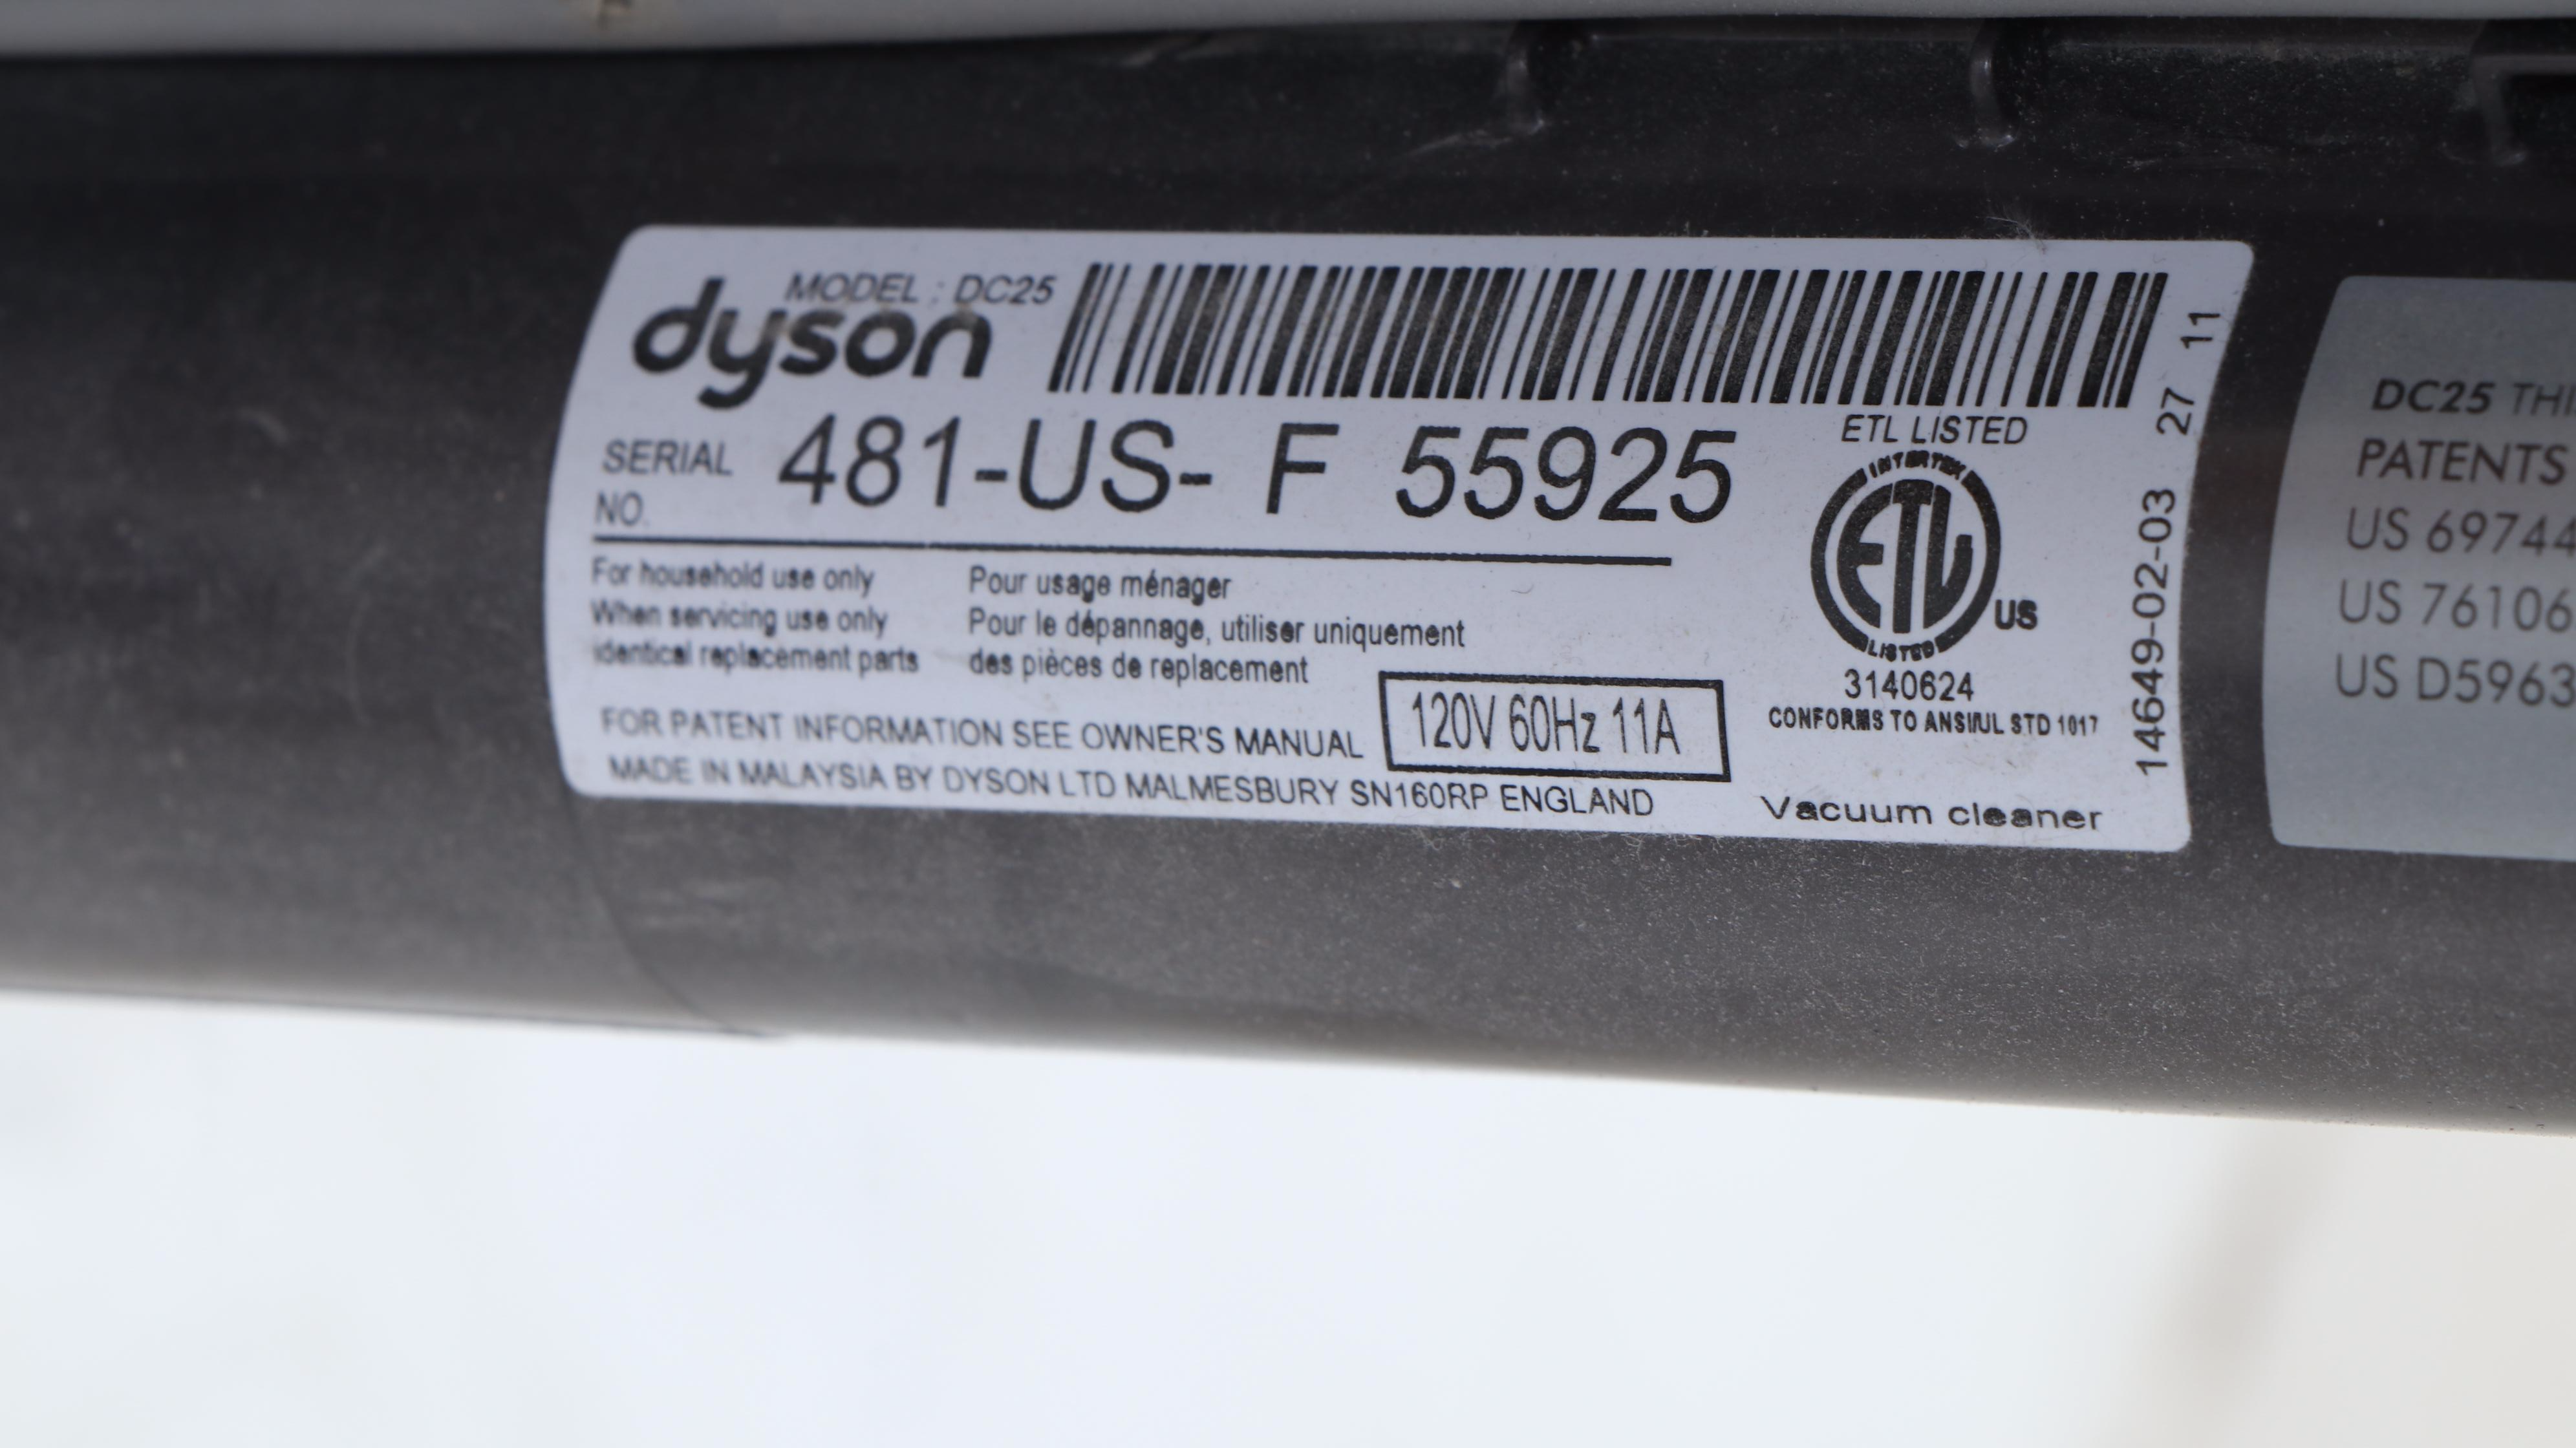 MODEL : DC25
dyson
SERIAL NO. 481-US- F 55925
For household use only
When servicing use only
identical replacement parts
Pour usage ménager
Pour le dépannage, utiliser uniquement
des pièces de replacement
FOR PATENT INFORMATION SEE OWNER'S MANUAL
120V 60Hz 11A
MADE IN MALAYSIA BY DYSON LTD MALMESBURY SN160RP ENGLAND
ETL LISTED
INTERTEK
ETL
LISTED
US
3140624
CONFORMS TO ANSI/UL STD 1017
Vacuum cleaner
14649-02-03 27 11
DC25
PATENTS
US 69744
US 76106
US D5963